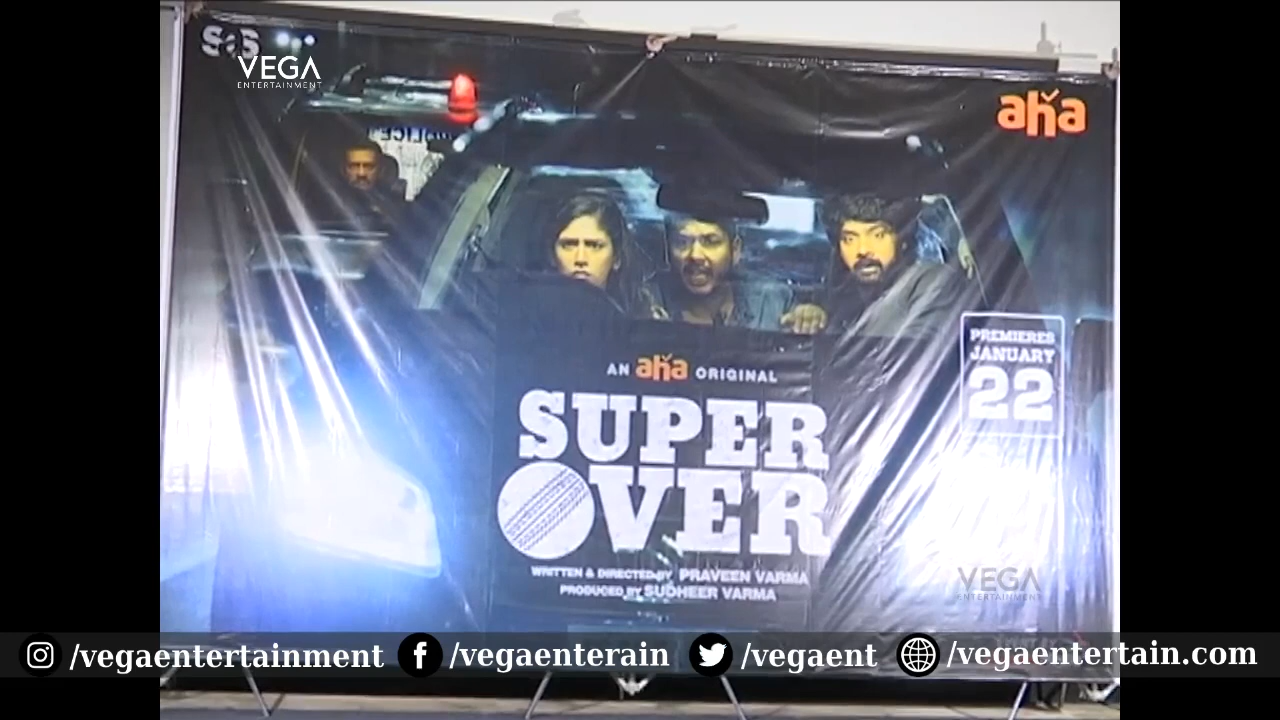 S&S
VEGA
ENTERTAINMENT
aha
POLICE
AN aha ORIGINAL
SUPER
OVER
WRITTEN & DIRECTED BY PRAVEEN VARMA
PRODUCED BY SUDHEER VARMA
PREMIERES
JANUARY
22
VEGA
ENTERTAINMENT
/vegaentertainment
/vegaenterain
/vegaent
/vegaentertain.com